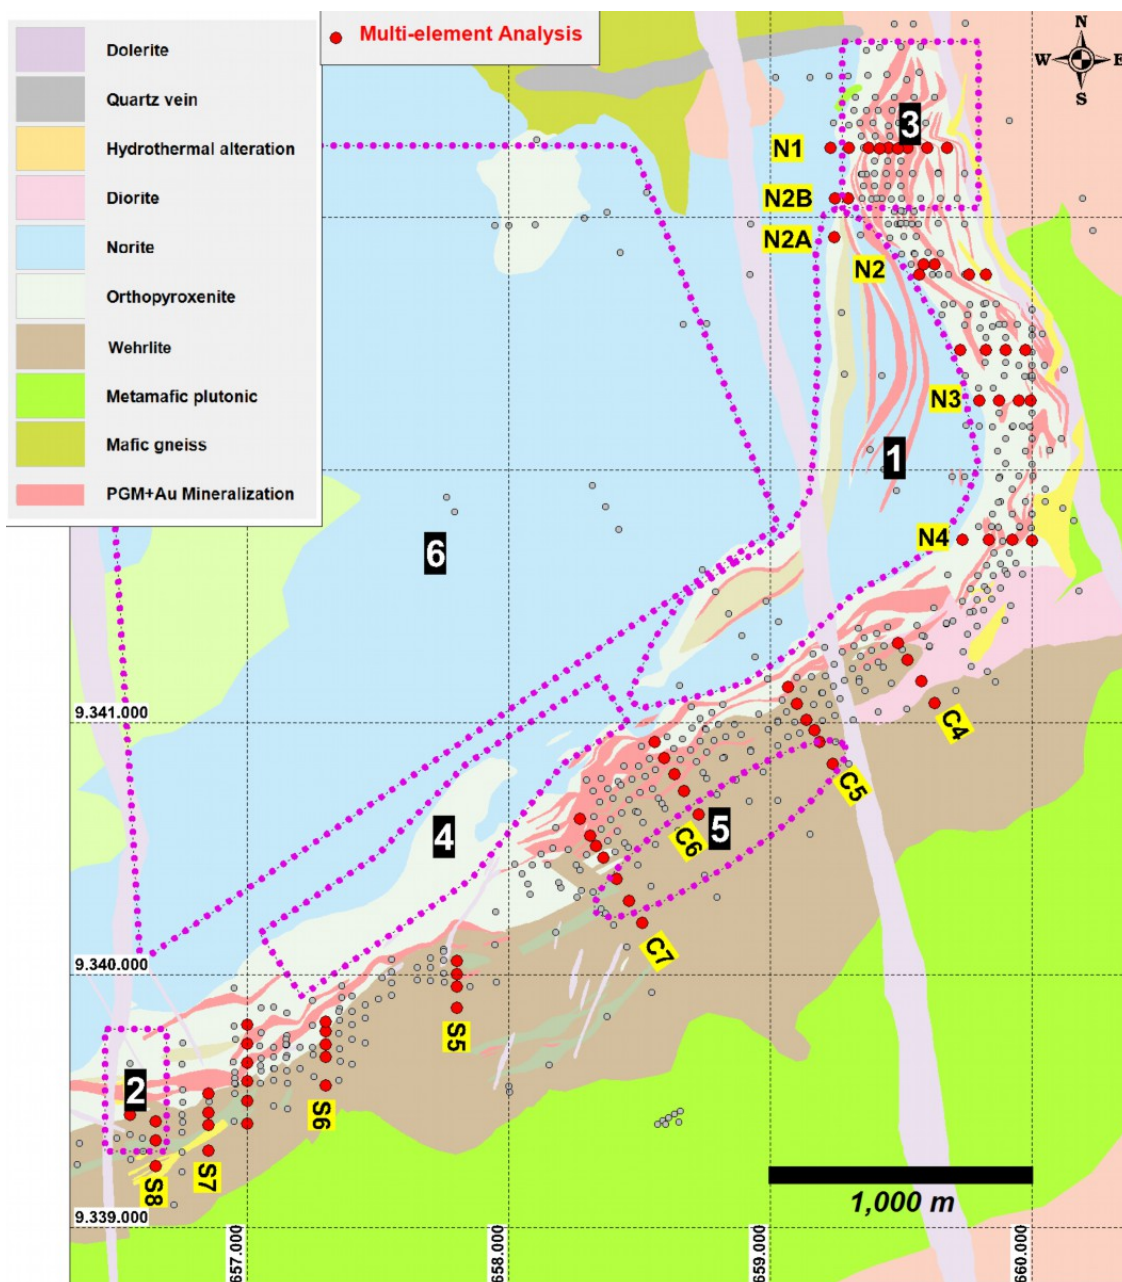 Dolerite
Quartz vein
Hydrothermal alteration
Diorite
Norite
Orthopyroxenite
Wehrlite
Metamafic plutonic
Mafic gneiss
PGM+Au Mineralization
Multi-element Analysis
N
W E
S
3
N1
N2B
N2A
N2
N3
1
N4
6
9.341.000
C4
C5
4
C6
5
C7
9.340.000
S5
2
S6
S7
S8
1,000 m
9.339.000
657.000
658.000
659.000
660.000